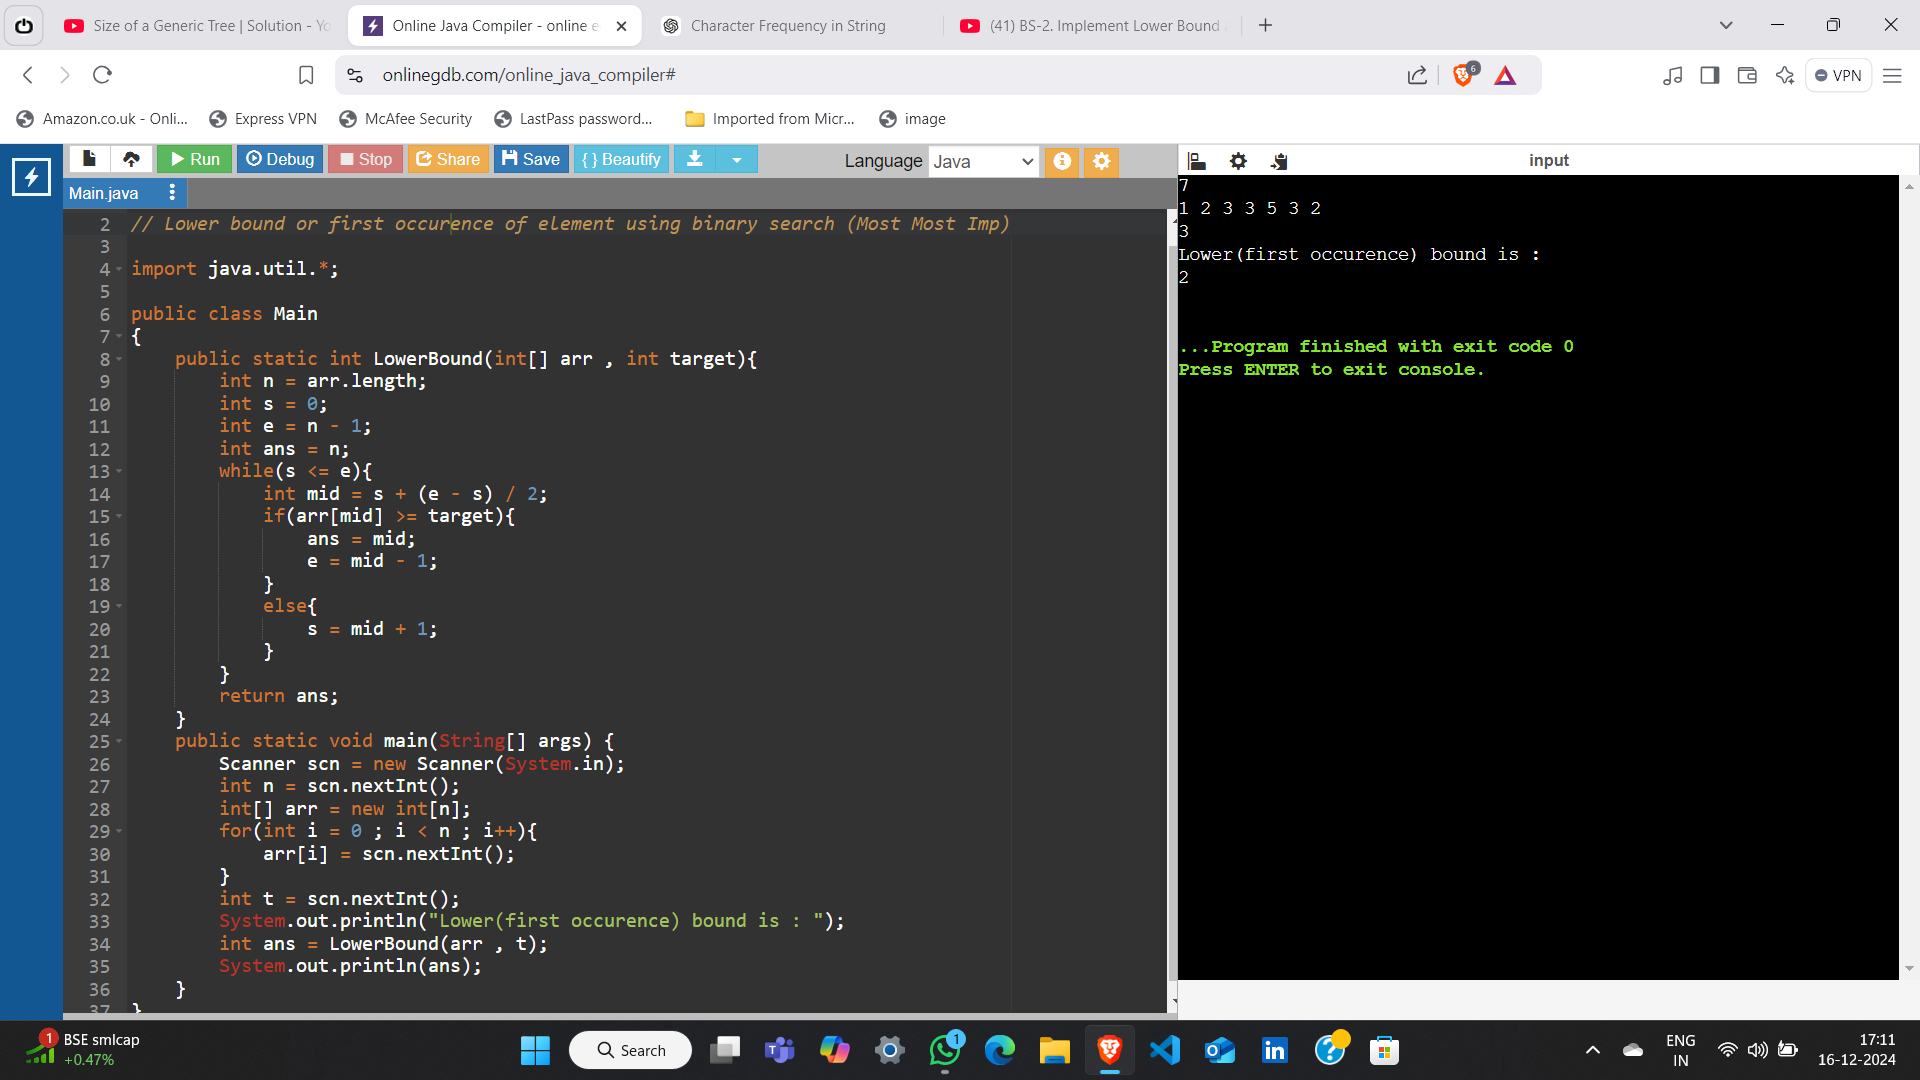 Size of a Generic Tree | Solution - Yo
Online Java Compiler - online e
Character Frequency in String
(41) BS-2. Implement Lower Bound
onlinegdb.com/online_java_compiler#
6
VPN
Amazon.co.uk - Onli...
Express VPN
McAfee Security
LastPass password...
Imported from Micr...
image
Run
Debug
Stop
Share
Save
{ } Beautify
Language
Java
input
Main.java
2 // Lower bound or first occurence of element using binary search (Most Most Imp)
3
4 import java.util.*;
5
6 public class Main
7 {
8 public static int LowerBound(int[] arr , int target){
9 int n = arr.length;
10 int s = 0;
11 int e = n - 1;
12 int ans = n;
13 while(s <= e){
14 int mid = s + (e - s) / 2;
15 if(arr[mid] >= target){
16 ans = mid;
17 e = mid - 1;
18 }
19 else{
20 s = mid + 1;
21 }
22 }
23 return ans;
24 }
25 public static void main(String[] args) {
26 Scanner scn = new Scanner(System.in);
27 int n = scn.nextInt();
28 int[] arr = new int[n];
29 for(int i = 0 ; i < n ; i++){
30 arr[i] = scn.nextInt();
31 }
32 int t = scn.nextInt();
33 System.out.println("Lower(first occurence) bound is : ");
34 int ans = LowerBound(arr , t);
35 System.out.println(ans);
36 }
37 }
7
1 2 3 3 5 3 2
3
Lower(first occurence) bound is :
2
...Program finished with exit code 0
Press ENTER to exit console.
1
BSE smlcap
+0.47%
Search
1
ENG
IN
17:11
16-12-2024